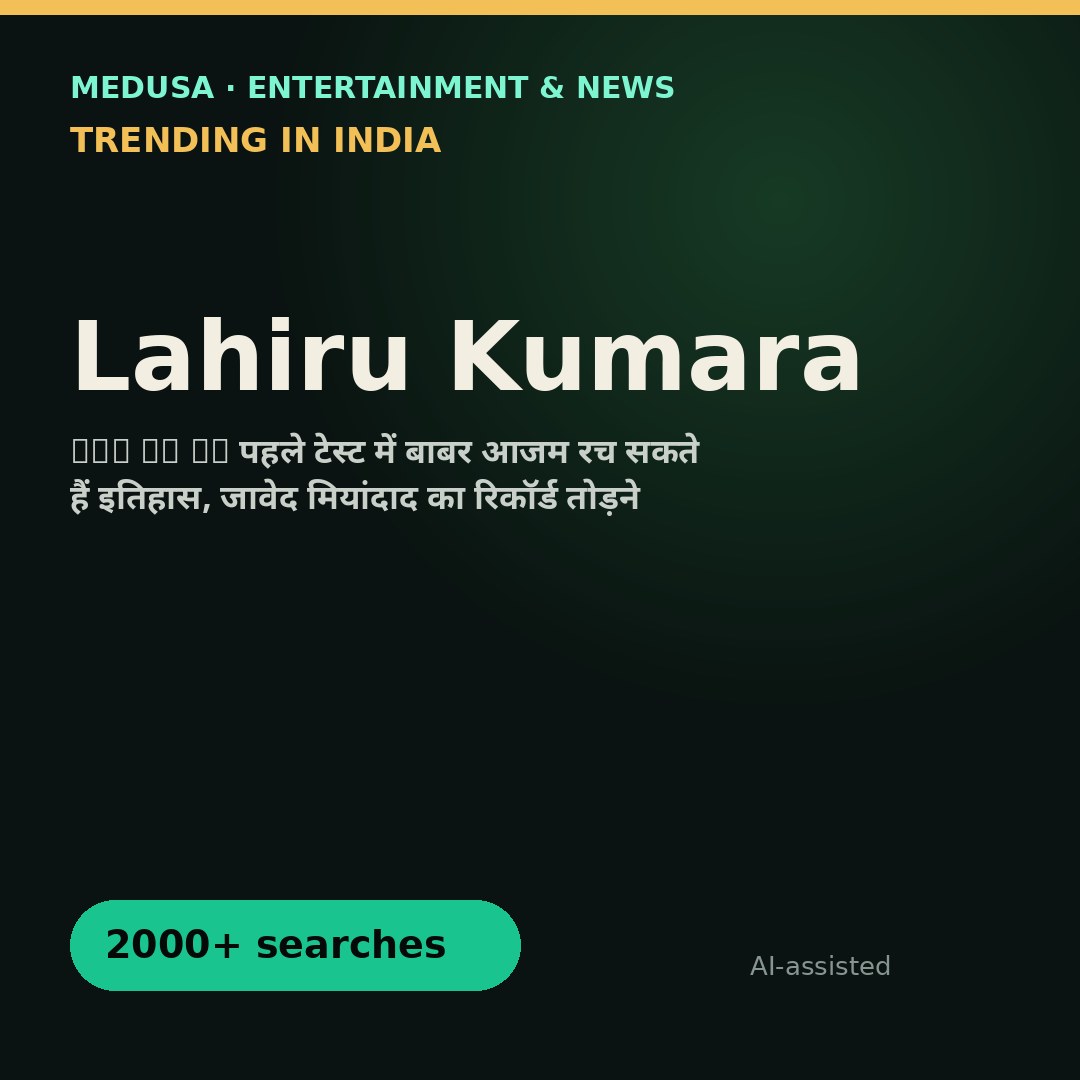 MEDUSA · ENTERTAINMENT & NEWS
TRENDING IN INDIA
Lahiru Kumara
पहले टेस्ट में बाबर आजम रच सकते
हैं इतिहास, जावेद मियांदाद का रिकॉर्ड तोड़ने
2000+ searches
AI-assisted